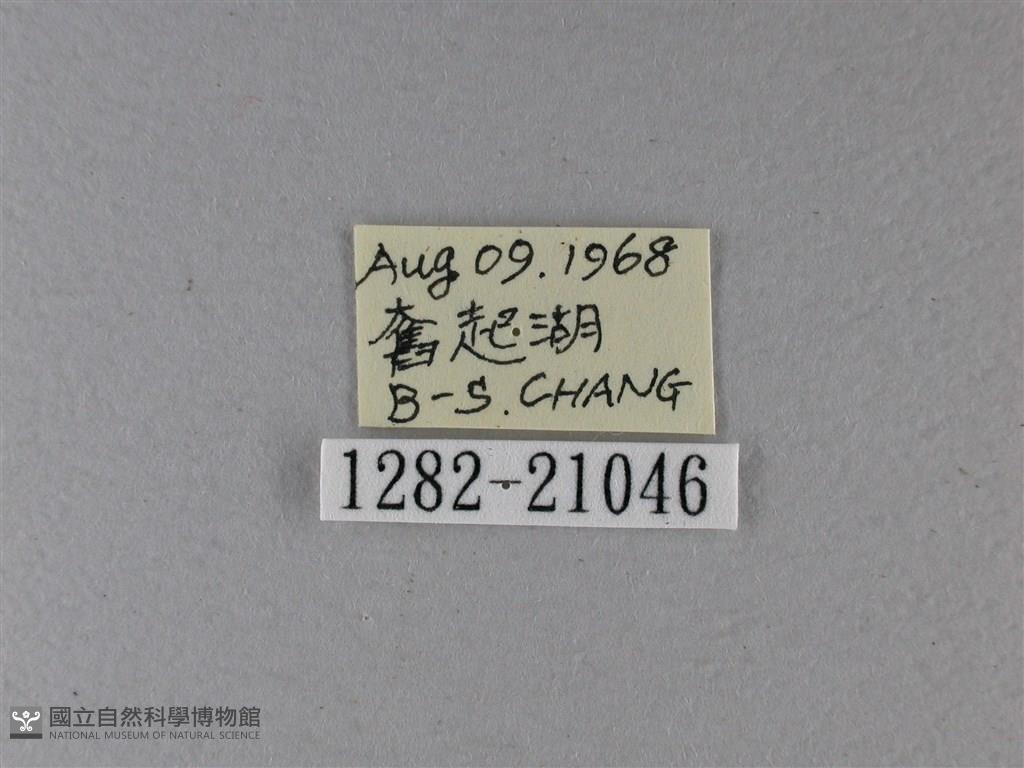 Aug 09.1968
奮起湖
B-S. CHANG
1282-21046
國立自然科學博物館
NATIONAL MUSEUM OF NATURAL SCIENCE